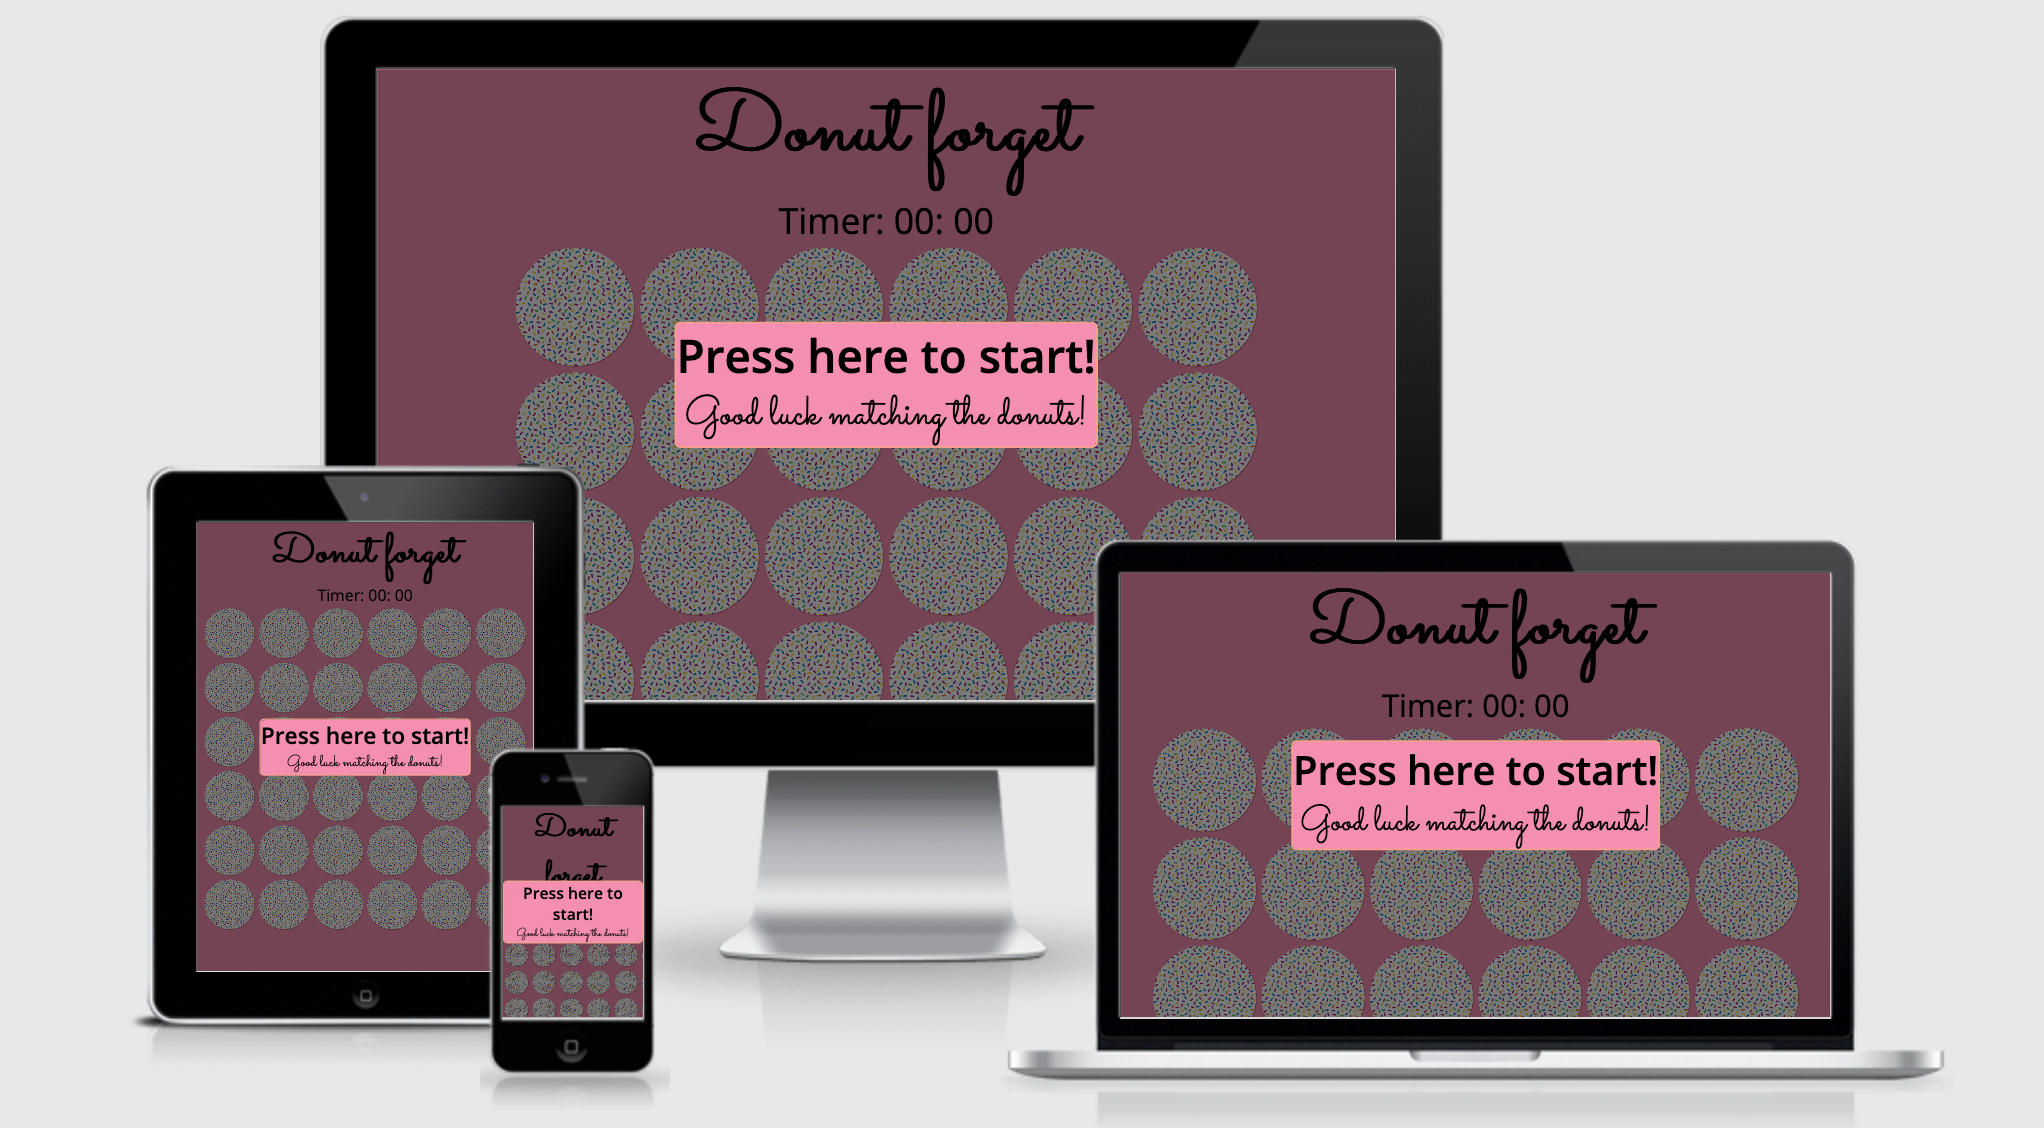 Donut forget
Timer: 00: 00
Press here to start!
Good luck matching the donuts!
Donut forget
Timer: 00: 00
Press here to start!
Good luck matching the donuts!
Donut
forget
Press here to
start!
Good luck matching the donuts!
Donut forget
Timer: 00: 00
Press here to start!
Good luck matching the donuts!